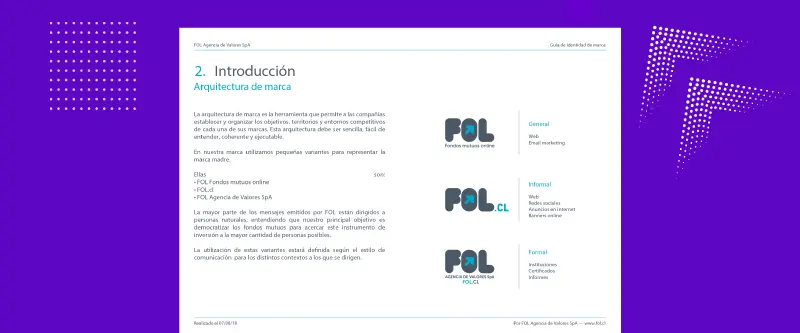 FOL Agencia de Valores SpA
Guía de identidad de marca
2. Introducción
Arquitectura de marca
La arquitectura de marca es la herramienta que permite a las compañías
establecer y organizar los objetivos, territorios y entornos competitivos
de cada una de sus marcas. Esta arquitectura debe ser sencilla, fácil de
entender, coherente y ejecutable.
En nuestra marca utilizamos pequeñas variantes para representar la
marca madre.
Ellas son:
• FOL Fondos mutuos online
• FOL.cl
• FOL Agencia de Valores SpA
La mayor parte de los mensajes emitidos por FOL están dirigidos a
personas naturales, entendiendo que nuestro principal objetivo es
democratizar los fondos mutuos para acercar este instrumento de
inversión a la mayor cantidad de personas posibles.
La utilización de estas variantes estará definida según el estilo de
comunicación para los distintos contextos a los que se dirigen.
FOL
Fondos mutuos online
General
Web
Email marketing
FOL.CL
Informal
Web
Redes sociales
Anuncios en internet
Banners online
FOL
AGENCIA DE VALORES SpA
FOL.CL
Formal
Instituciones
Certificados
Informes
Realizado el 07/08/18
Por FOL Agencia de Valores SpA — www.fol.cl